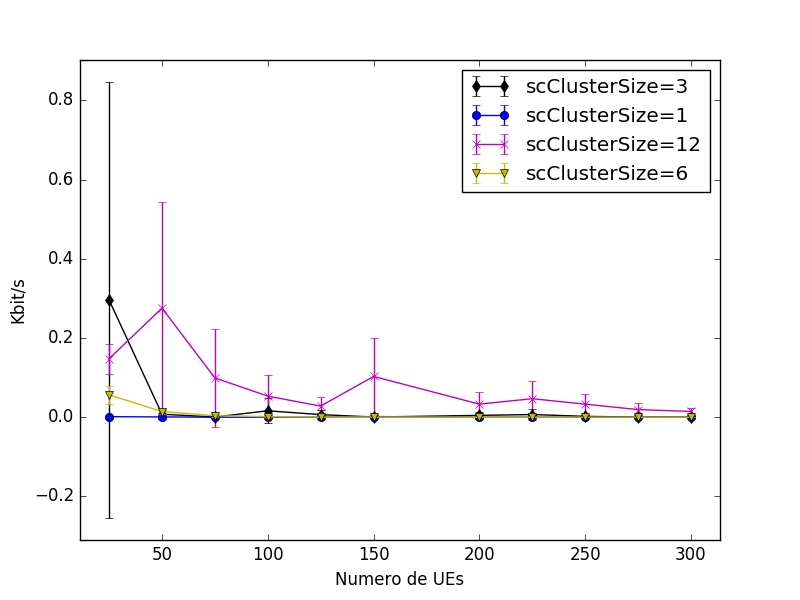 scClusterSize=3
scClusterSize=1
scClusterSize=12
scClusterSize=6
0.8
0.6
0.4
0.2
0.0
−0.2
Kbit/s
50 100 150 200 250 300
Numero de UEs